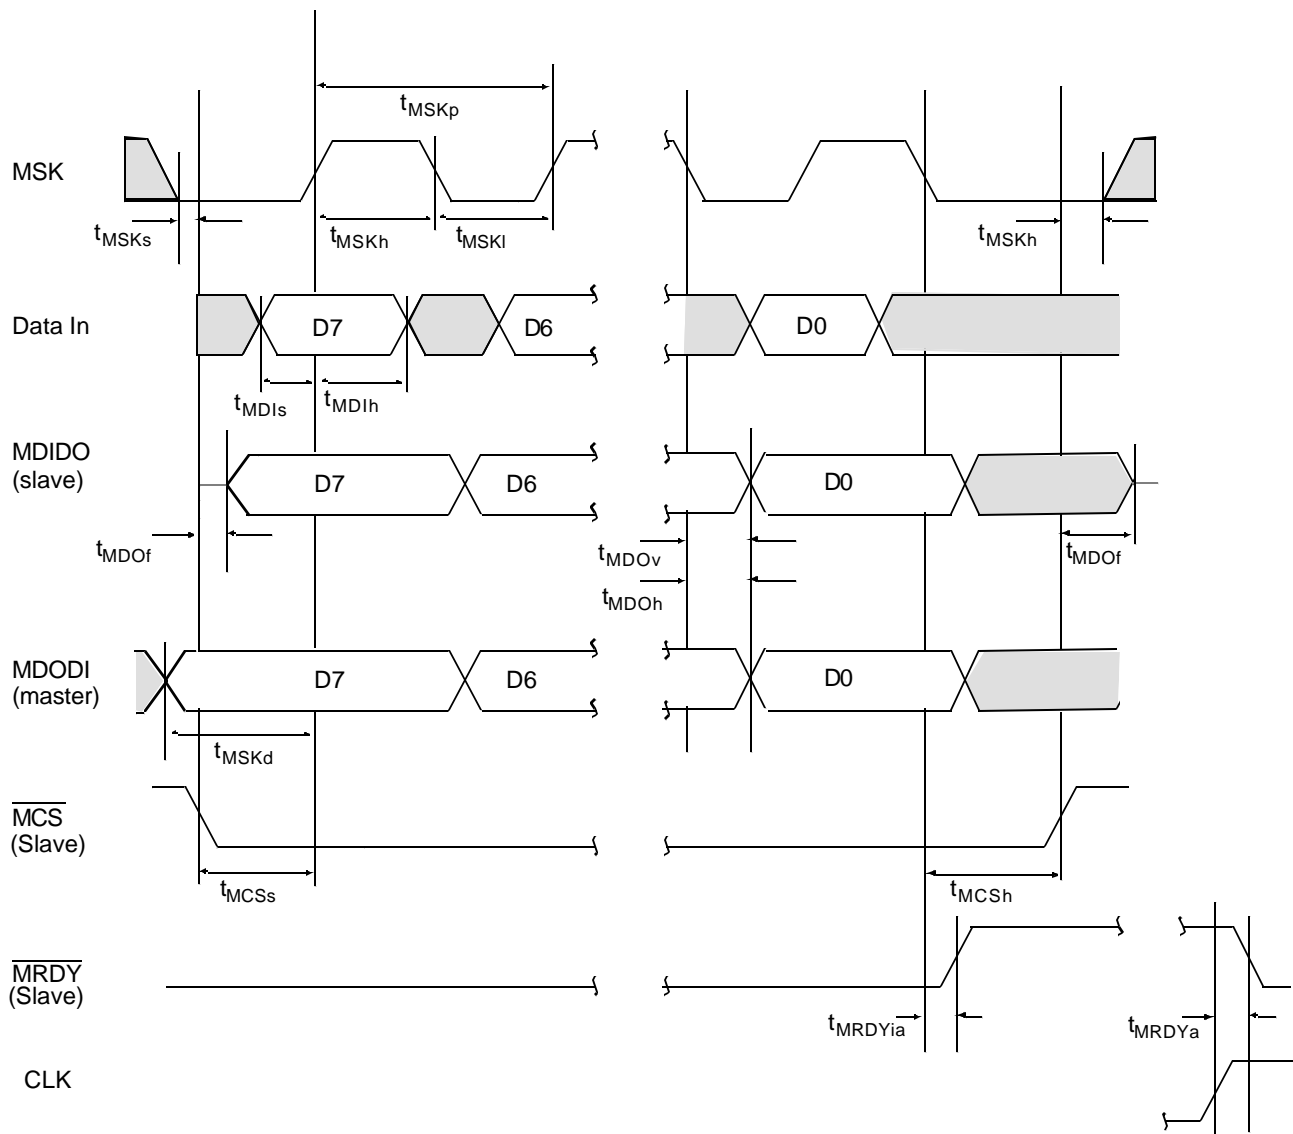 tMSKp
MSK
tMSKs
tMSKh
tMSKl
tMSKh
Data In
D7
D6
D0
tMDIs
tMDIh
MDIDO
(slave)
D7
D6
D0
tMDOf
tMDOv
tMDOf
tMDOh
MDODI
(master)
D7
D6
D0
tMSKd
MCS
(Slave)
tMCSs
tMCSh
MRDY
(Slave)
tMRDYia
tMRDYa
CLK